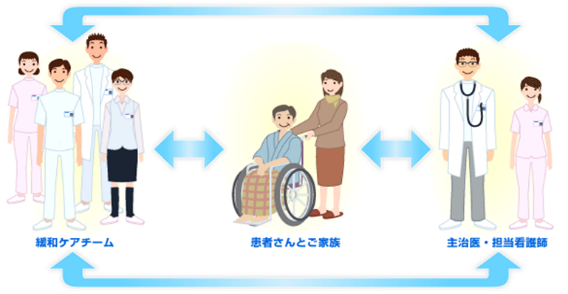 緩和ケアチーム
患者さんとご家族
主治医・担当看護師